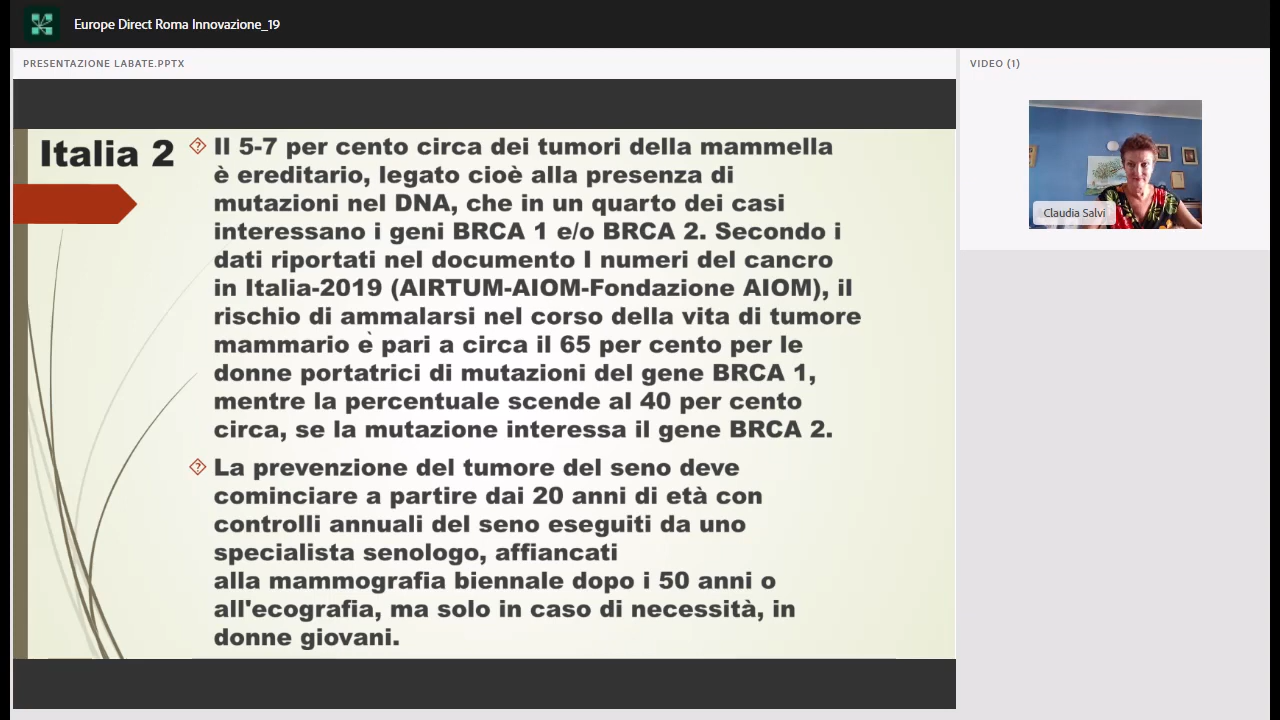 Europe Direct Roma Innovazione_19
PRESENTAZIONE LABATE.PPTX
VIDEO (1)
Italia 2
Il 5-7 per cento circa dei tumori della mammella
è ereditario, legato cioè alla presenza di
mutazioni nel DNA, che in un quarto dei casi
interessano i geni BRCA 1 e/o BRCA 2. Secondo i
dati riportati nel documento I numeri del cancro
in Italia-2019 (AIRTUM-AIOM-Fondazione AIOM), il
rischio di ammalarsi nel corso della vita di tumore
mammario è pari a circa il 65 per cento per le
donne portatrici di mutazioni del gene BRCA 1,
mentre la percentuale scende al 40 per cento
circa, se la mutazione interessa il gene BRCA 2.
La prevenzione del tumore del seno deve
cominciare a partire dai 20 anni di età con
controlli annuali del seno eseguiti da uno
specialista senologo, affiancati
alla mammografia biennale dopo i 50 anni o
all'ecografia, ma solo in caso di necessità, in
donne giovani.
Claudia Salvi